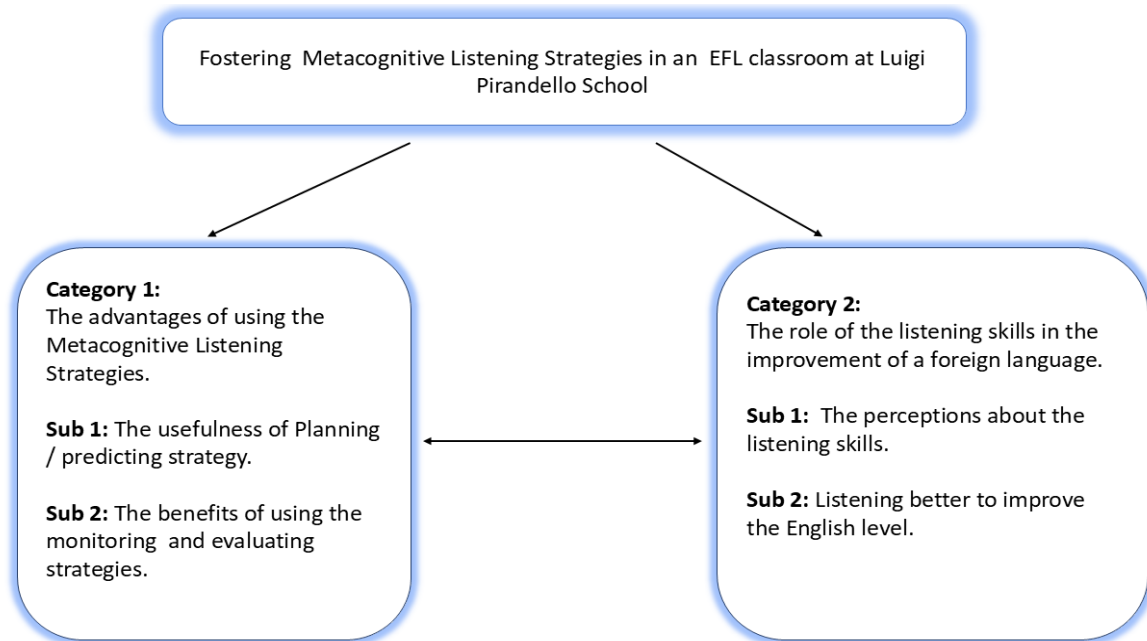 Fostering  Metacognitive Listening Strategies in an  EFL classroom at Luigi
Pirandello School
Category 1:
The advantages of using the
Metacognitive Listening
Strategies.
Sub 1: The usefulness of Planning
/ predicting strategy.
Sub 2: The benefits of using the
monitoring  and evaluating
strategies.
Category 2:
The role of the listening skills in the
improvement of a foreign language.
Sub 1:  The perceptions about the
listening skills.
Sub 2: Listening better to improve
the English level.